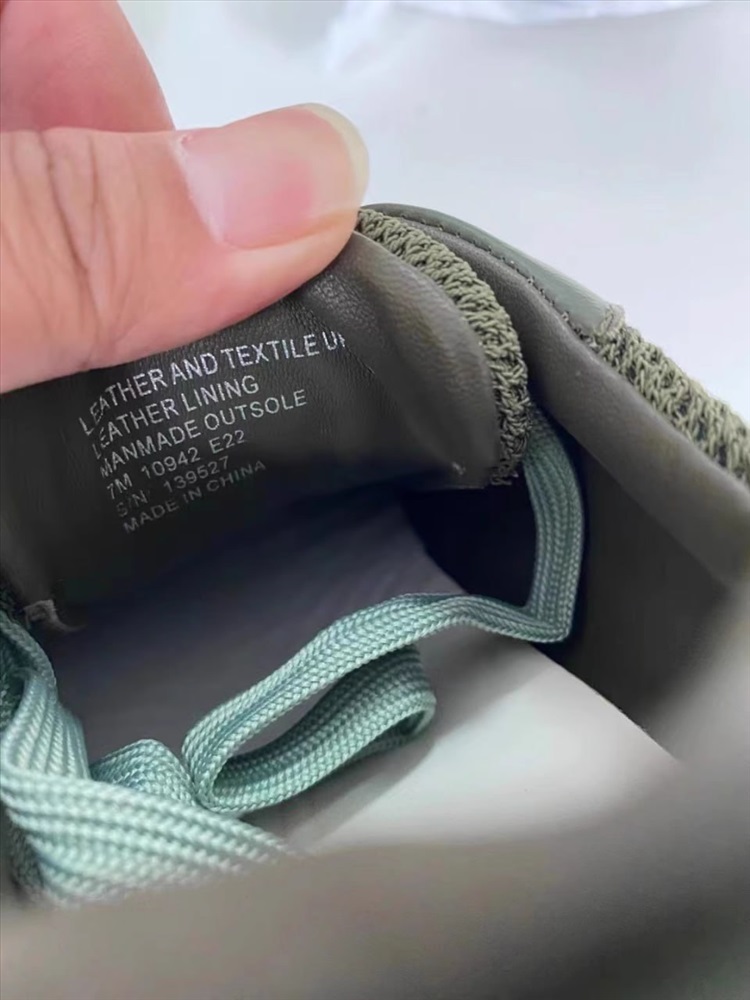 LEATHER AND TEXTILE
LEATHER LINING
MANMADE OUTSOLE
7M 10942 E22
S/N: 139527
MADE IN CHINA